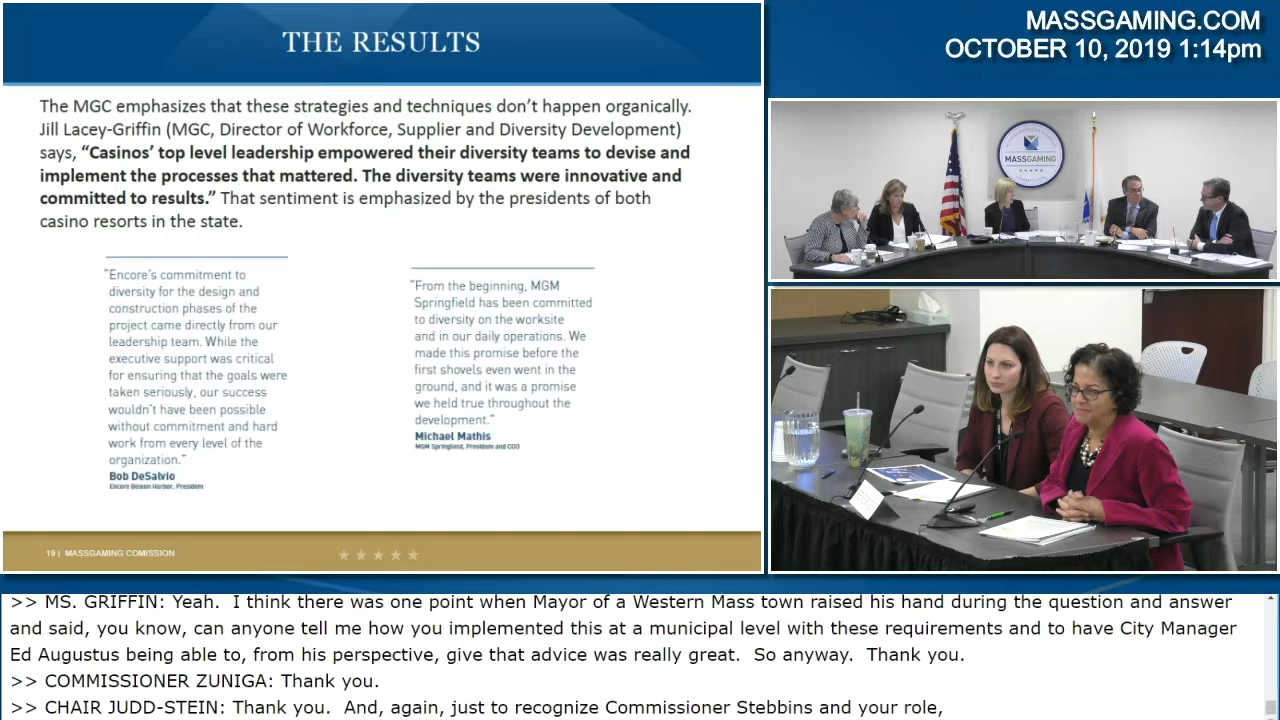 THE RESULTS
The MGC emphasizes that these strategies and techniques don't happen organically.
Jill Lacey-Griffin (MGC, Director of Workforce, Supplier and Diversity Development)
says, “Casinos' top level leadership empowered their diversity teams to devise and
implement the processes that mattered. The diversity teams were innovative and
committed to results.” That sentiment is emphasized by the presidents of both
casino resorts in the state.
“Encore's commitment to
diversity for the design and
construction phases of the
project came directly from our
leadership team. While the
executive support was critical
for ensuring that the goals were
taken seriously, our success
wouldn't have been possible
without commitment and hard
work from every level of the
organization.”
Bob DeSalvio
Encore Boston Harbor, President
“From the beginning, MGM
Springfield has been committed
to diversity on the worksite
and in our daily operations. We
made this promise before the
first shovels even went in the
ground, and it was a promise
we held true throughout the
development.”
Michael Mathis
MGM Springfield, President and COO
19 | MASSGAMING COMISSION
MASSGAMING.COM
OCTOBER 10, 2019 1:14pm
MASSGAMING
>> MS. GRIFFIN: Yeah.  I think there was one point when Mayor of a Western Mass town raised his hand during the question and answer
and said, you know, can anyone tell me how you implemented this at a municipal level with these requirements and to have City Manager
Ed Augustus being able to, from his perspective, give that advice was really great.  So anyway.  Thank you.
>> COMMISSIONER ZUNIGA: Thank you.
>> CHAIR JUDD-STEIN: Thank you.  And, again, just to recognize Commissioner Stebbins and your role,